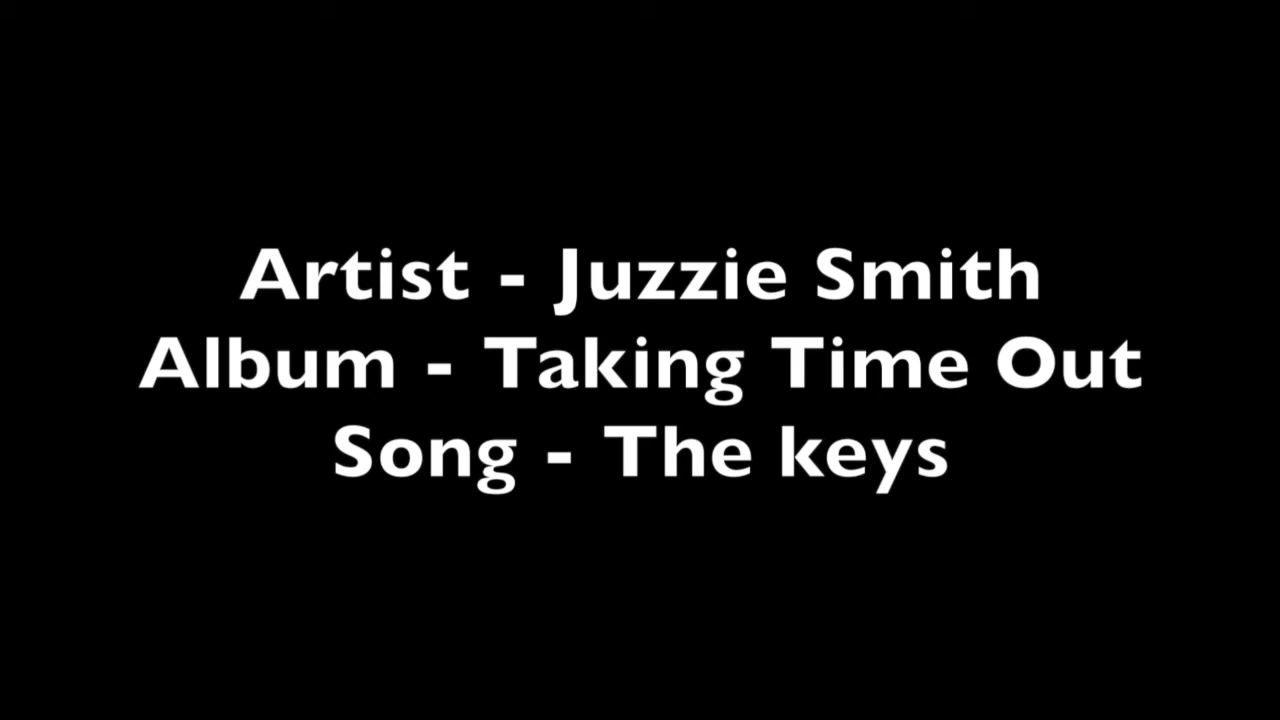 Artist - Juzzie Smith
Album - Taking Time Out
Song - The keys